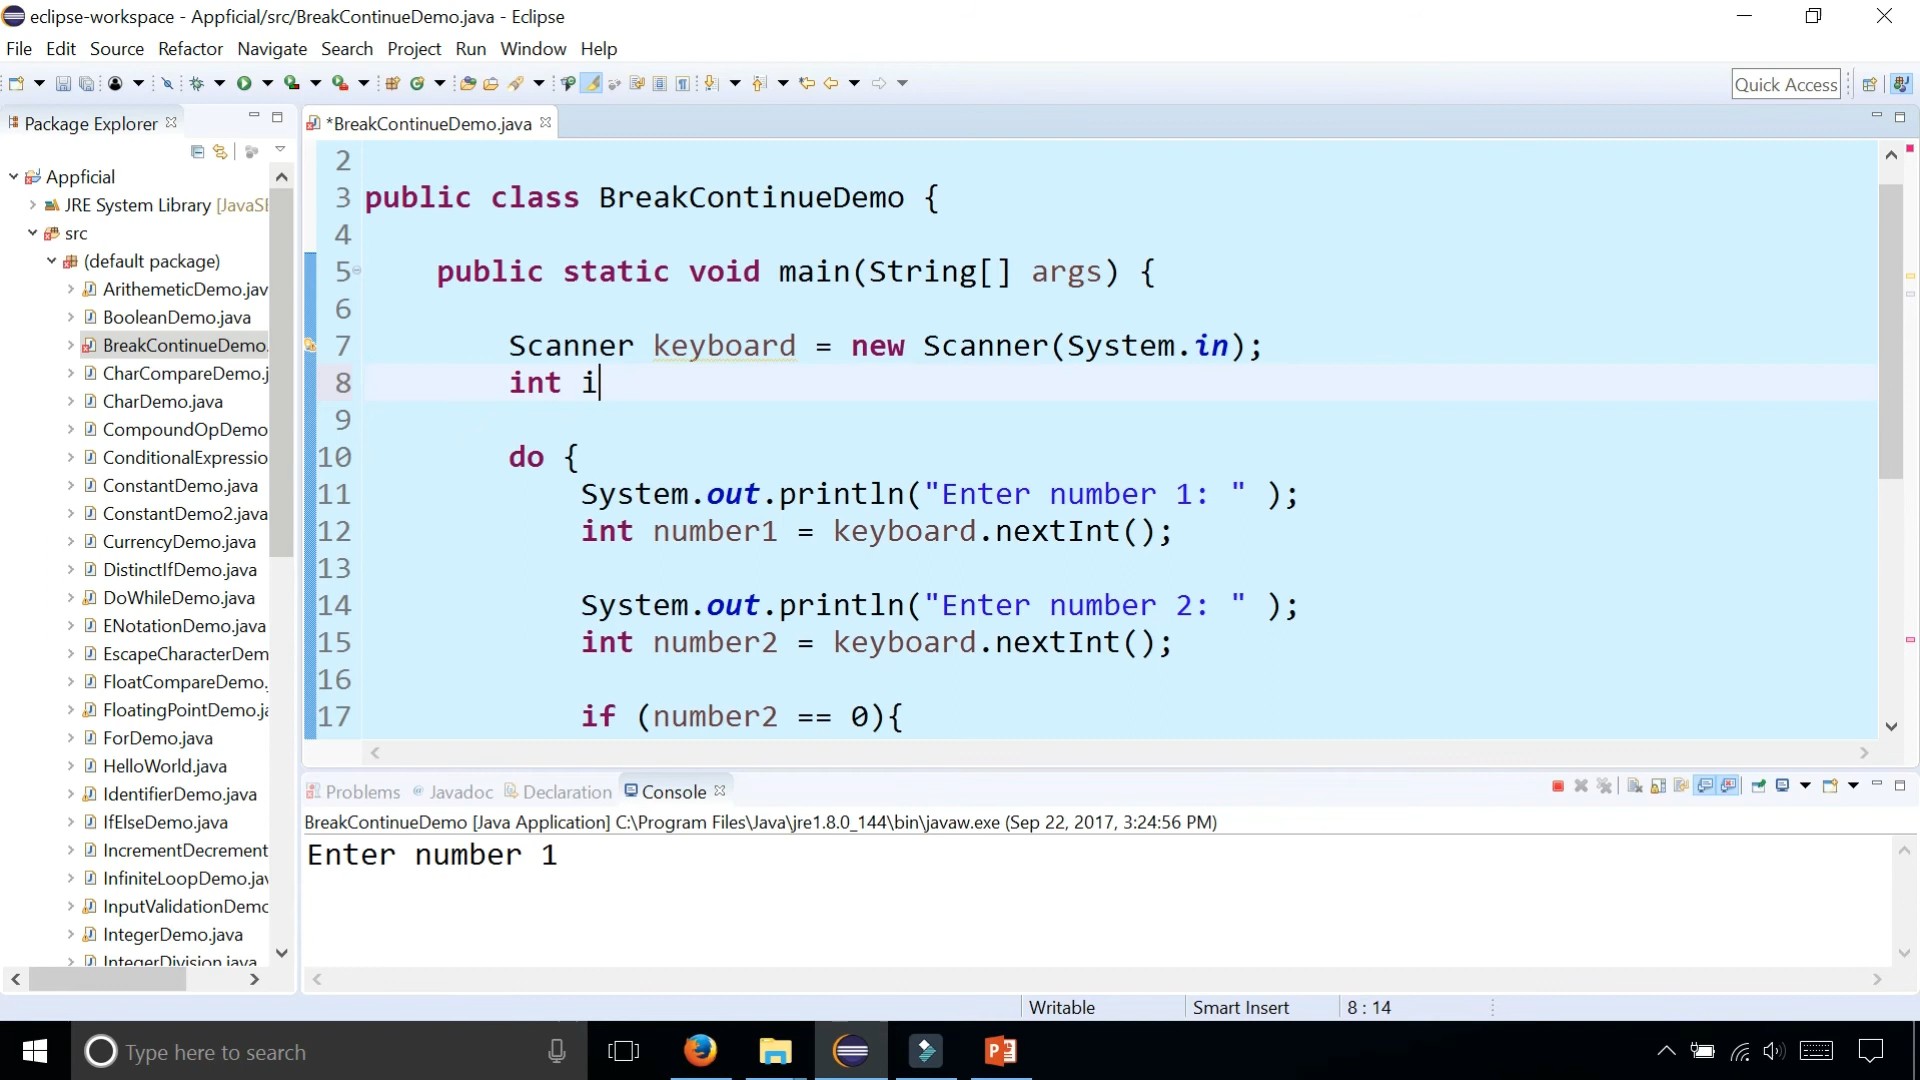 eclipse-workspace - Appficial/src/BreakContinueDemo.java - Eclipse
File Edit Source Refactor Navigate Search Project Run Window Help
Quick Access
Package Explorer
*BreakContinueDemo.java
Appficial
JRE System Library [JavaSE
src
(default package)
ArithemeticDemo.jav
BooleanDemo.java
BreakContinueDemo.
CharCompareDemo.j
CharDemo.java
CompoundOpDemo
ConditionalExpressio
ConstantDemo.java
ConstantDemo2.java
CurrencyDemo.java
DistinctIfDemo.java
DoWhileDemo.java
ENotationDemo.java
EscapeCharacterDem
FloatCompareDemo.
FloatingPointDemo.ja
ForDemo.java
HelloWorld.java
IdentifierDemo.java
IfElseDemo.java
IncrementDecrement
InfiniteLoopDemo.jav
InputValidationDemo
IntegerDemo.java
IntegerDivision.java
2
3 public class BreakContinueDemo {
4
5 public static void main(String[] args) {
6
7 Scanner keyboard = new Scanner(System.in);
8 int i
9
10 do {
11 System.out.println("Enter number 1: " );
12 int number1 = keyboard.nextInt();
13
14 System.out.println("Enter number 2: " );
15 int number2 = keyboard.nextInt();
16
17 if (number2 == 0){
Problems Javadoc Declaration Console
BreakContinueDemo [Java Application] C:\Program Files\Java\jre1.8.0_144\bin\javaw.exe (Sep 22, 2017, 3:24:56 PM)
Enter number 1
Writable Smart Insert 8 : 14
Type here to search